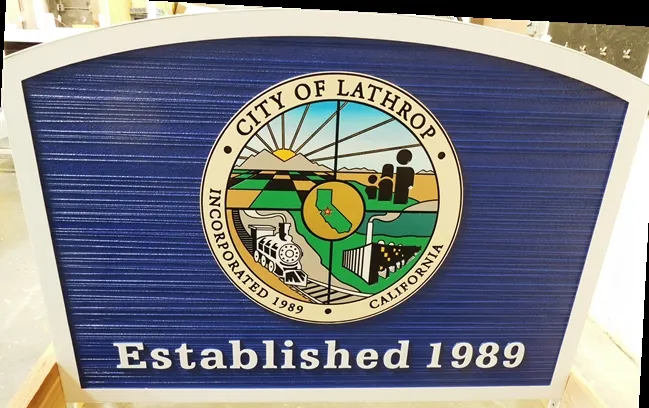 CITY OF LATHROP
INCORPORATED 1989
CALIFORNIA
Established 1989